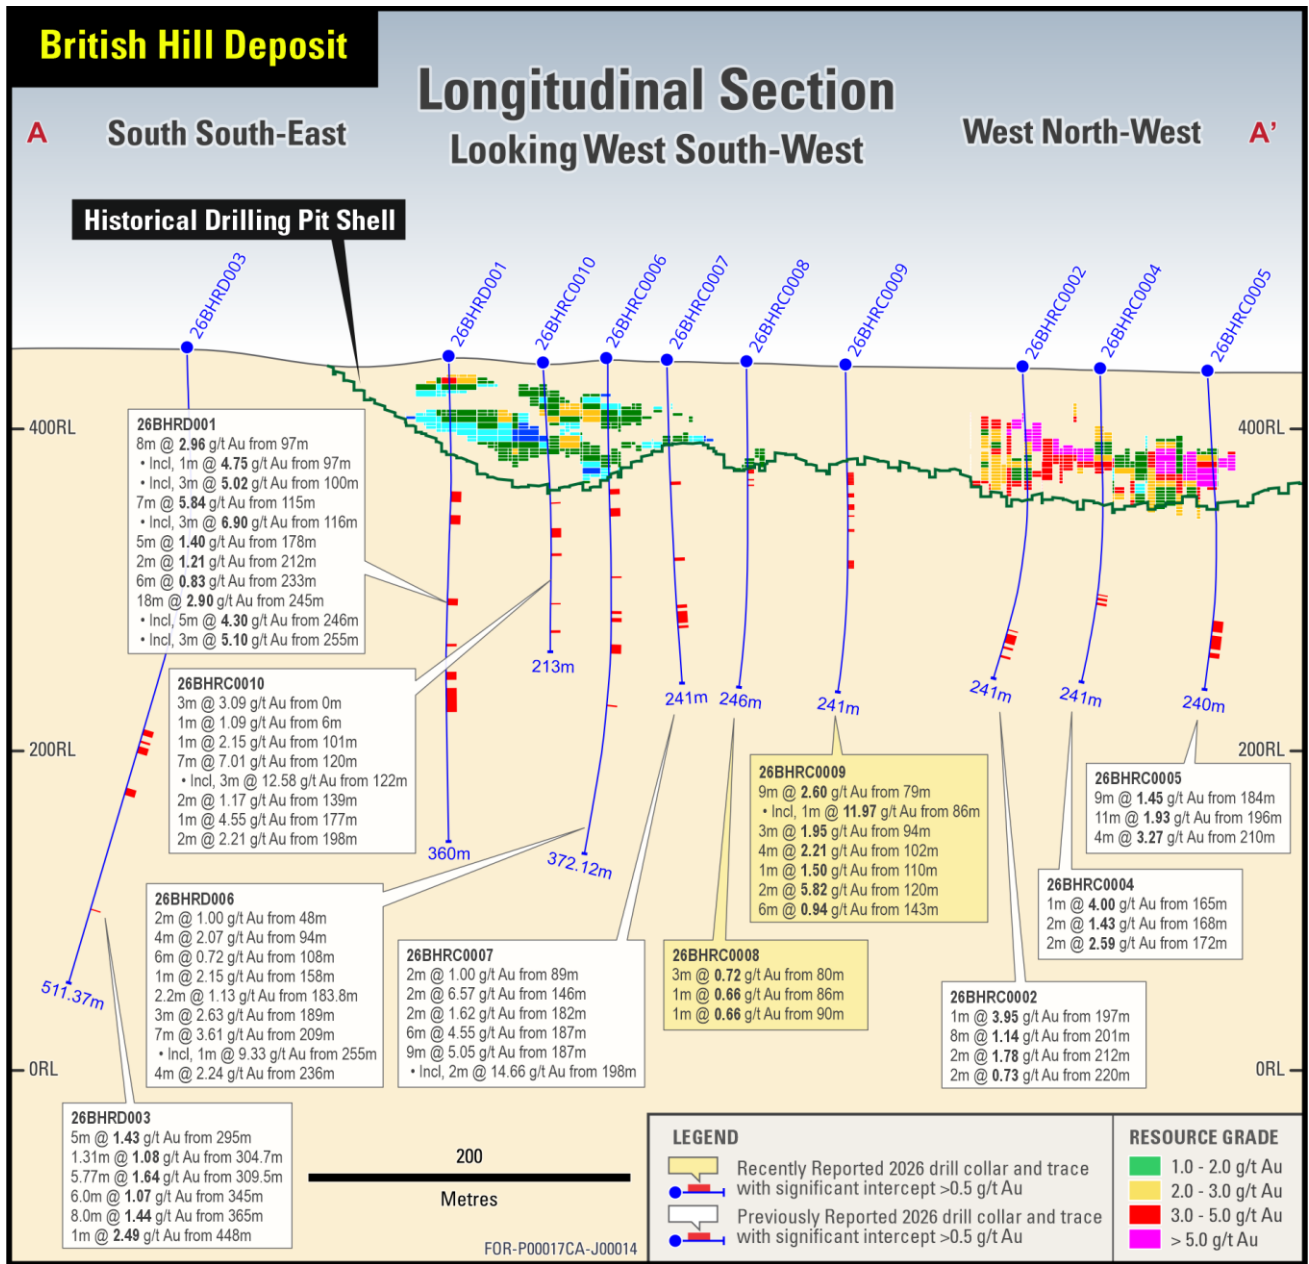 British Hill Deposit
Longitudinal Section
Looking West South-West
A
South South-East
West North-West
A'
Historical Drilling Pit Shell
26BHRD003
26BHRD001
26BHRC0010
26BHRC0006
26BHRC0007
26BHRC0008
26BHRC0009
26BHRC0002
26BHRC0004
26BHRC0005
400RL
400RL
200RL
200RL
0RL
0RL
26BHRD001
8m @ 2.96 g/t Au from 97m
• Incl, 1m @ 4.75 g/t Au from 97m
• Incl, 3m @ 5.02 g/t Au from 100m
7m @ 5.84 g/t Au from 115m
• Incl, 3m @ 6.90 g/t Au from 116m
5m @ 1.40 g/t Au from 178m
2m @ 1.21 g/t Au from 212m
6m @ 0.83 g/t Au from 233m
18m @ 2.90 g/t Au from 245m
• Incl, 5m @ 4.30 g/t Au from 246m
• Incl, 3m @ 5.10 g/t Au from 255m
26BHRC0010
3m @ 3.09 g/t Au from 0m
1m @ 1.09 g/t Au from 6m
1m @ 2.15 g/t Au from 101m
7m @ 7.01 g/t Au from 120m
• Incl, 3m @ 12.58 g/t Au from 122m
2m @ 1.17 g/t Au from 139m
1m @ 4.55 g/t Au from 177m
2m @ 2.21 g/t Au from 198m
213m
241m
246m
241m
241m
241m
240m
360m
372.12m
511.37m
26BHRD006
2m @ 1.00 g/t Au from 48m
4m @ 2.07 g/t Au from 94m
6m @ 0.72 g/t Au from 108m
1m @ 2.15 g/t Au from 158m
2.2m @ 1.13 g/t Au from 183.8m
3m @ 2.63 g/t Au from 189m
7m @ 3.61 g/t Au from 209m
• Incl, 1m @ 9.33 g/t Au from 255m
4m @ 2.24 g/t Au from 236m
26BHRC0007
2m @ 1.00 g/t Au from 89m
2m @ 6.57 g/t Au from 146m
2m @ 1.62 g/t Au from 182m
6m @ 4.55 g/t Au from 187m
9m @ 5.05 g/t Au from 187m
• Incl, 2m @ 14.66 g/t Au from 198m
26BHRC0008
3m @ 0.72 g/t Au from 80m
1m @ 0.66 g/t Au from 86m
1m @ 0.66 g/t Au from 90m
26BHRC0009
9m @ 2.60 g/t Au from 79m
• Incl, 1m @ 11.97 g/t Au from 86m
3m @ 1.95 g/t Au from 94m
4m @ 2.21 g/t Au from 102m
1m @ 1.50 g/t Au from 110m
2m @ 5.82 g/t Au from 120m
6m @ 0.94 g/t Au from 143m
26BHRC0005
9m @ 1.45 g/t Au from 184m
11m @ 1.93 g/t Au from 196m
4m @ 3.27 g/t Au from 210m
26BHRC0004
1m @ 4.00 g/t Au from 165m
2m @ 1.43 g/t Au from 168m
2m @ 2.59 g/t Au from 172m
26BHRC0002
1m @ 3.95 g/t Au from 197m
8m @ 1.14 g/t Au from 201m
2m @ 1.78 g/t Au from 212m
2m @ 0.73 g/t Au from 220m
26BHRD003
5m @ 1.43 g/t Au from 295m
1.31m @ 1.08 g/t Au from 304.7m
5.77m @ 1.64 g/t Au from 309.5m
6.0m @ 1.07 g/t Au from 345m
8.0m @ 1.44 g/t Au from 365m
1m @ 2.49 g/t Au from 448m
200
Metres
FOR-P00017CA-J00014
LEGEND
Recently Reported 2026 drill collar and trace
with significant intercept >0.5 g/t Au
Previously Reported 2026 drill collar and trace
with significant intercept >0.5 g/t Au
RESOURCE GRADE
1.0 - 2.0 g/t Au
2.0 - 3.0 g/t Au
3.0 - 5.0 g/t Au
> 5.0 g/t Au